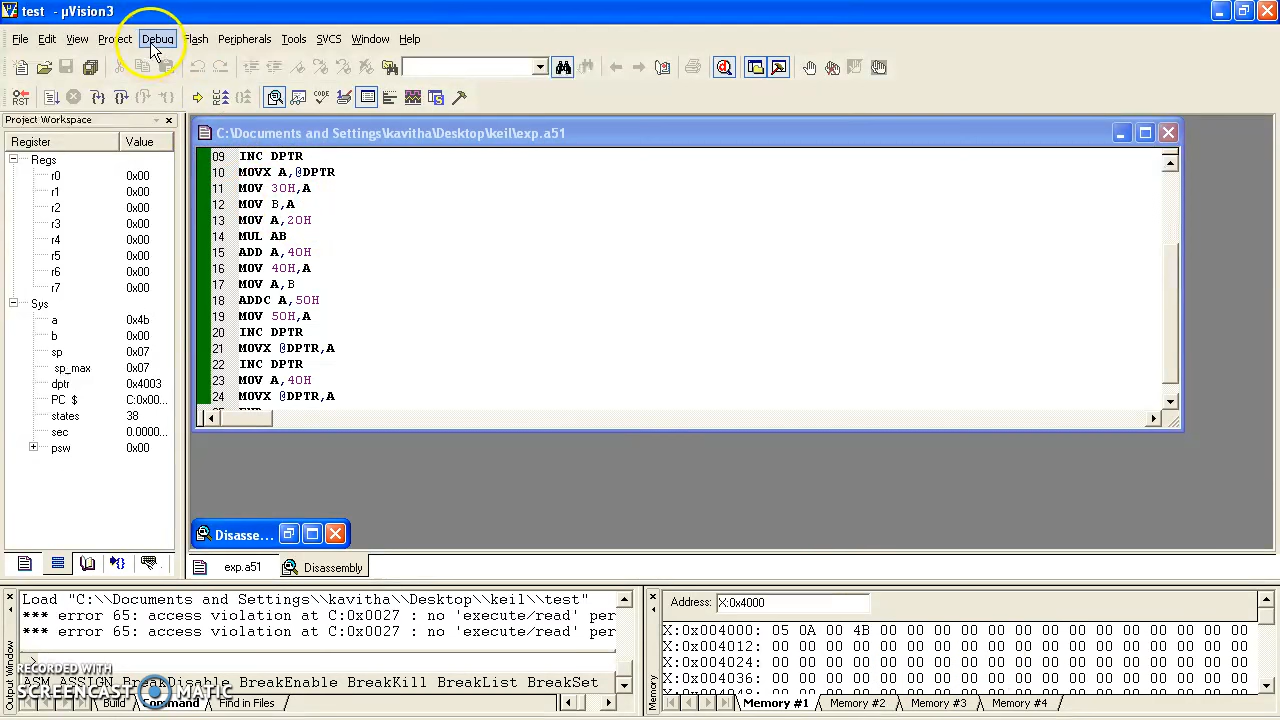 test - µVision3
File Edit View Project Debug Flash Peripherals Tools SVCS Window Help
RST
CODE
Project Workspace
Register Value
Regs
r0 0x00
r1 0x00
r2 0x00
r3 0x00
r4 0x00
r5 0x00
r6 0x00
r7 0x00
Sys
a 0x4b
b 0x00
sp 0x07
sp_max 0x07
dptr 0x4003
PC $ C:0x00...
states 38
sec 0.0000...
psw 0x00
C:\Documents and Settings\kavitha\Desktop\keil\exp.a51
09 INC DPTR
10 MOVX A,@DPTR
11 MOV 30H,A
12 MOV B,A
13 MOV A,20H
14 MUL AB
15 ADD A,40H
16 MOV 40H,A
17 MOV A,B
18 ADDC A,50H
19 MOV 50H,A
20 INC DPTR
21 MOVX @DPTR,A
22 INC DPTR
23 MOV A,40H
24 MOVX @DPTR,A
Disasse...
exp.a51 Disassembly
Output Window
Load "C:\\Documents and Settings\\kavitha\\Desktop\\keil\\test"
*** error 65: access violation at C:0x0027 : no 'execute/read' per
*** error 65: access violation at C:0x0027 : no 'execute/read' per
>
ASM ASSIGN BreakDisable BreakEnable BreakKill BreakList BreakSet
Build Command Find in Files
RECORDED WITH
SCREENCAST MATIC
Memory
Address: X:0x4000
X:0x004000: 05 0A 00 4B 00 00 00 00 00 00 00 00 00 00 00 00 00 00
X:0x004012: 00 00 00 00 00 00 00 00 00 00 00 00 00 00 00 00 00 00
X:0x004024: 00 00 00 00 00 00 00 00 00 00 00 00 00 00 00 00 00 00
X:0x004036: 00 00 00 00 00 00 00 00 00 00 00 00 00 00 00 00 00 00
Memory #1 Memory #2 Memory #3 Memory #4